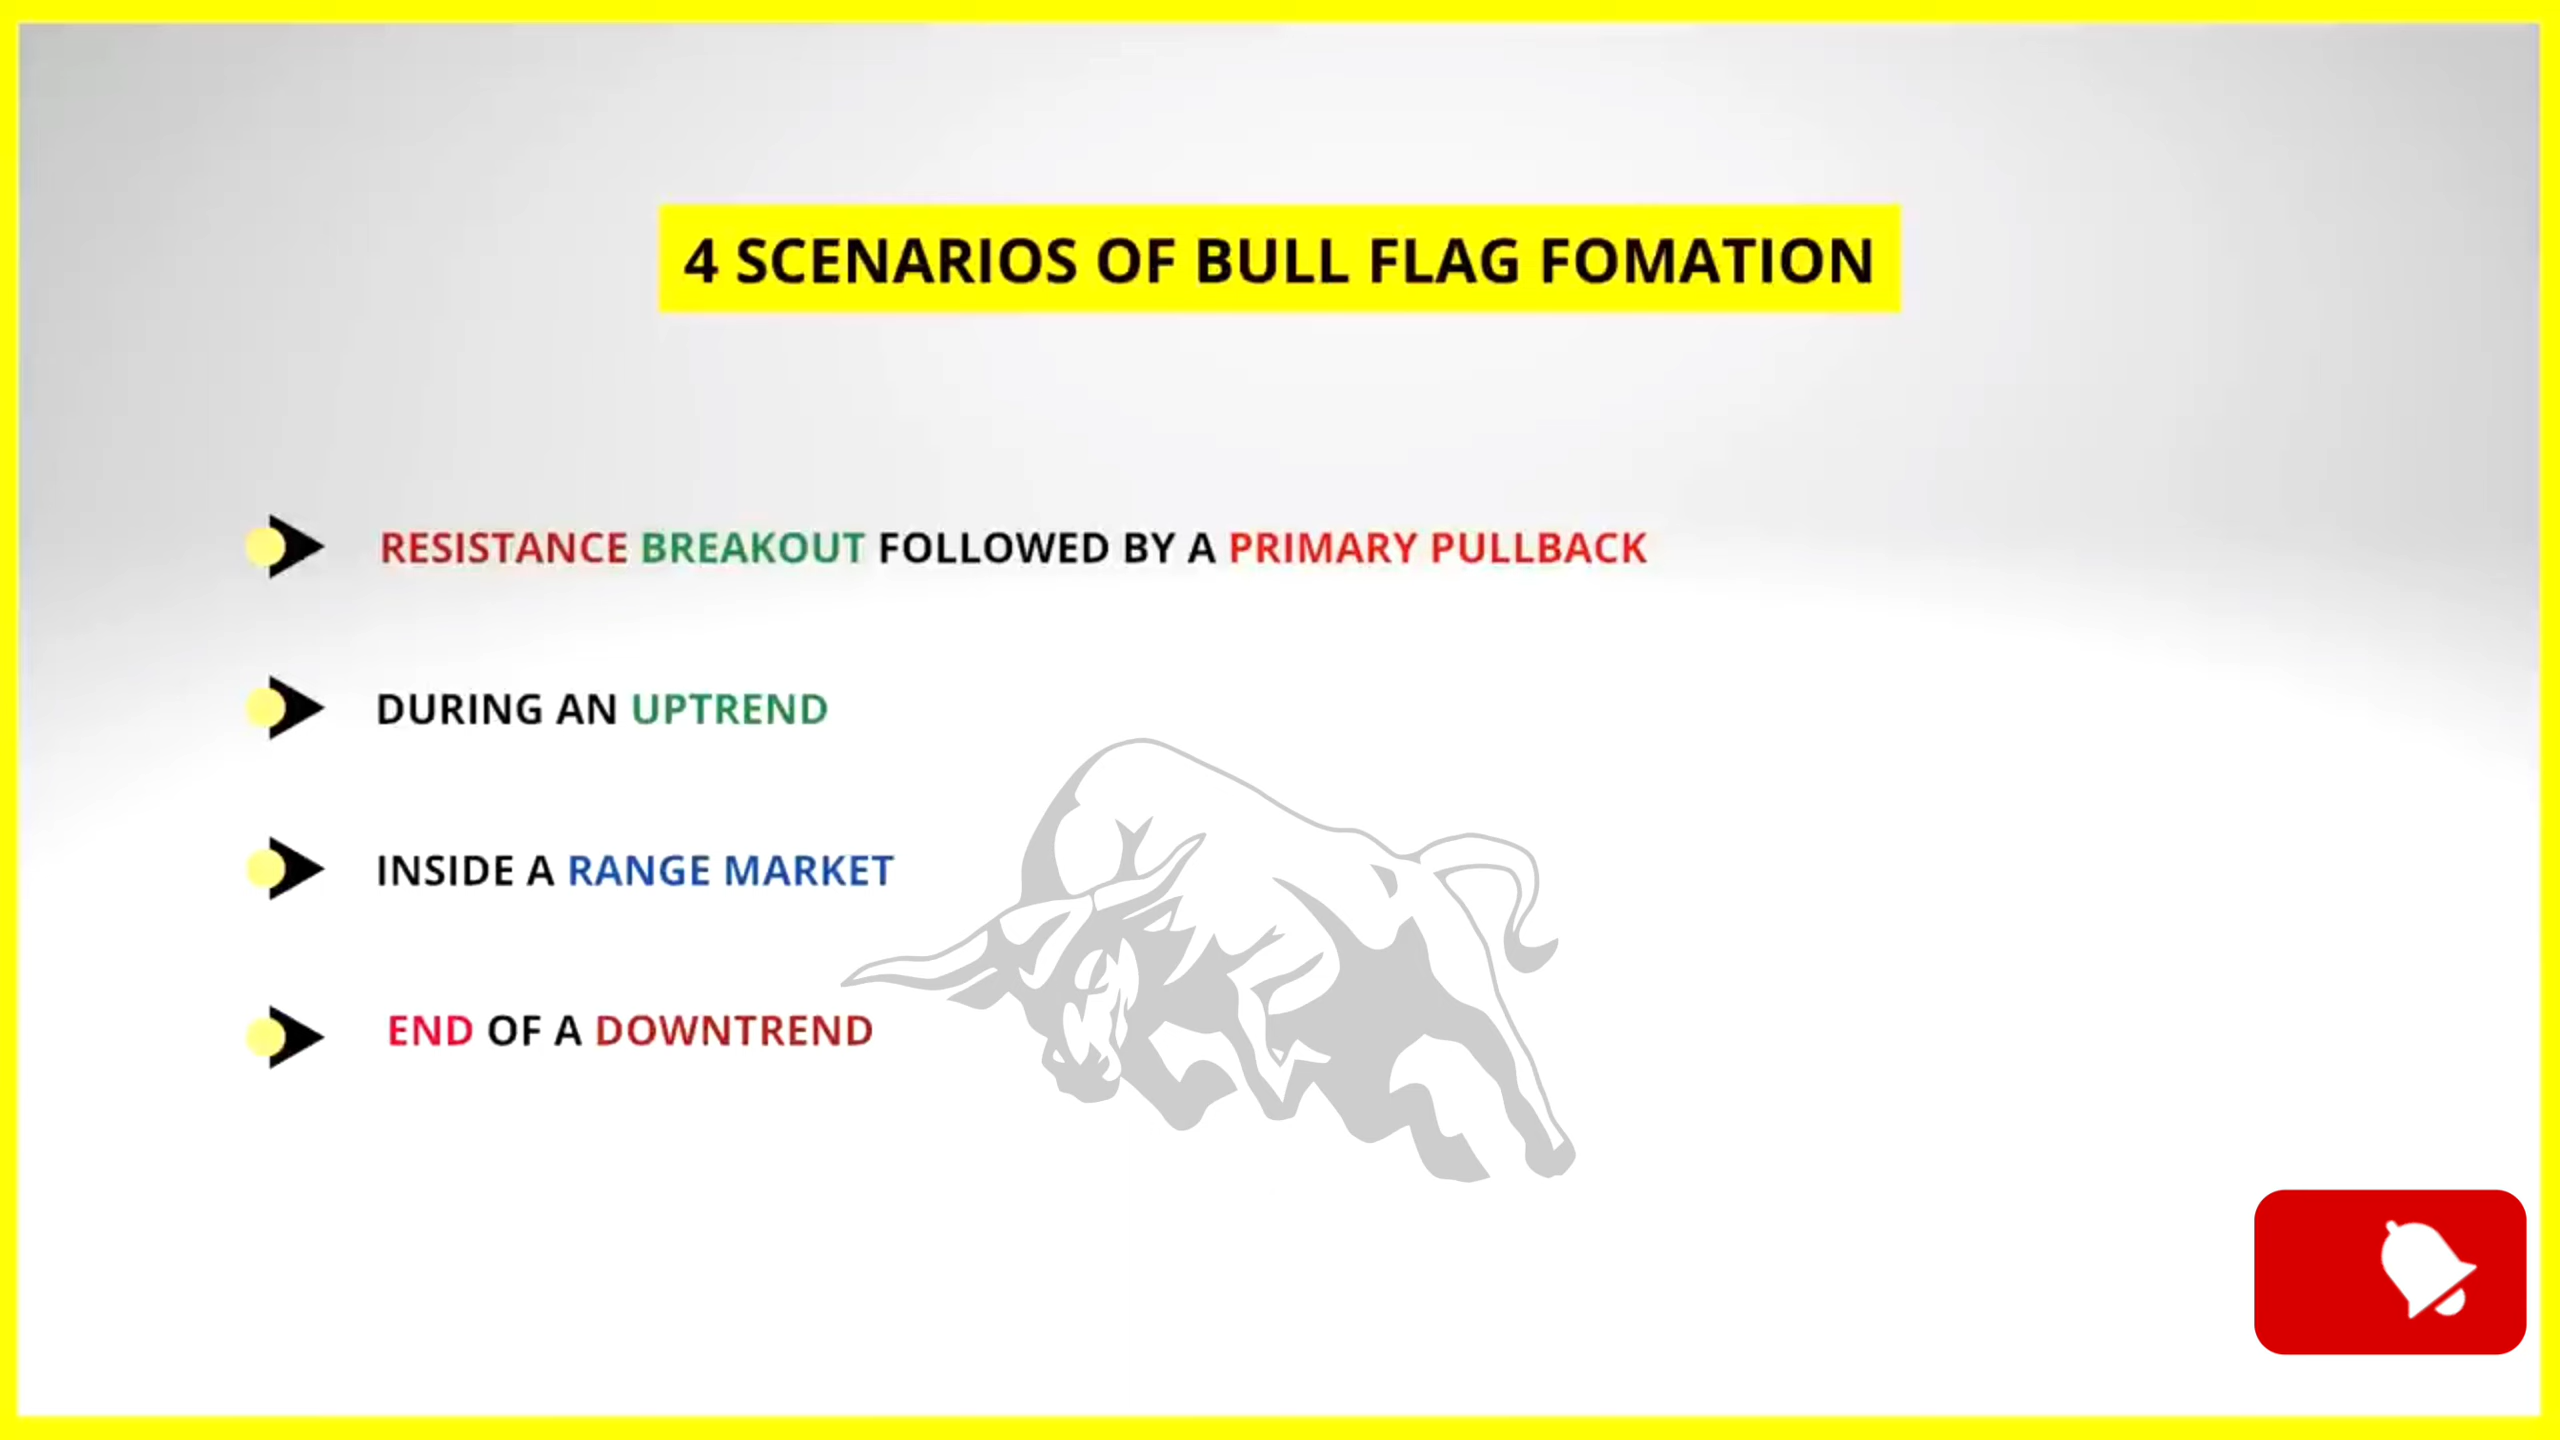 4 SCENARIOS OF BULL FLAG FOMATION
RESISTANCE BREAKOUT FOLLOWED BY A PRIMARY PULLBACK
DURING AN UPTREND
INSIDE A RANGE MARKET
END OF A DOWNTREND